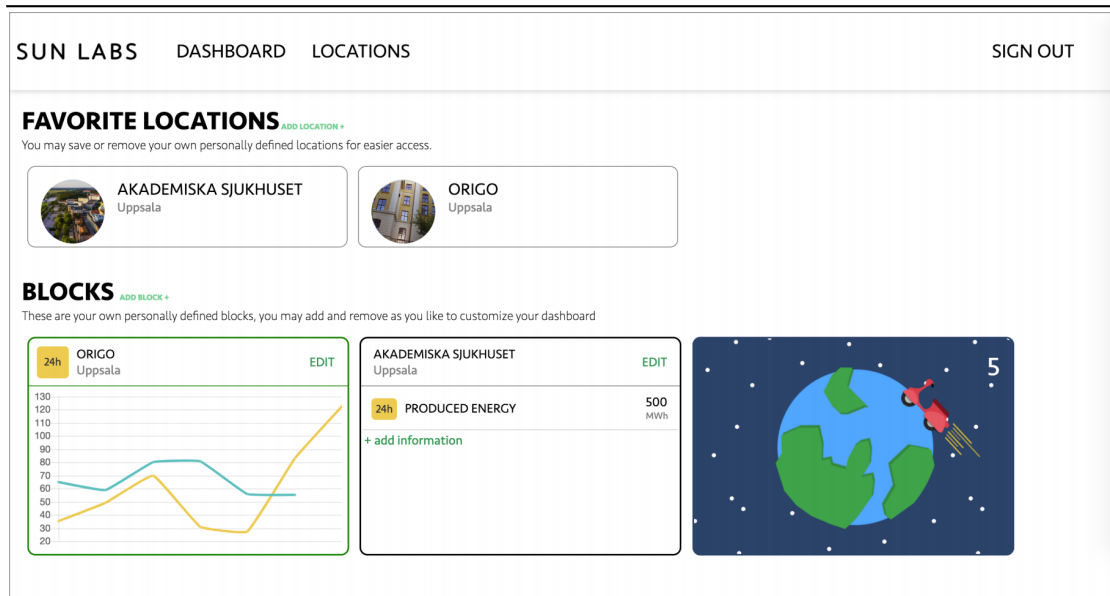 SUN LABS DASHBOARD LOCATIONS SIGN OUT
FAVORITE LOCATIONS ADD LOCATION +
You may save or remove your own personally defined locations for easier access.
AKADEMISKA SJUKHUSET
Uppsala
ORIGO
Uppsala
BLOCKS ADD BLOCK +
These are your own personally defined blocks, you may add and remove as you like to customize your dashboard
24h ORIGO EDIT
Uppsala
130
120
110
100
90
80
70
60
50
40
30
20
AKADEMISKA SJUKHUSET EDIT
Uppsala
24h PRODUCED ENERGY 500
MWh
+ add information
5